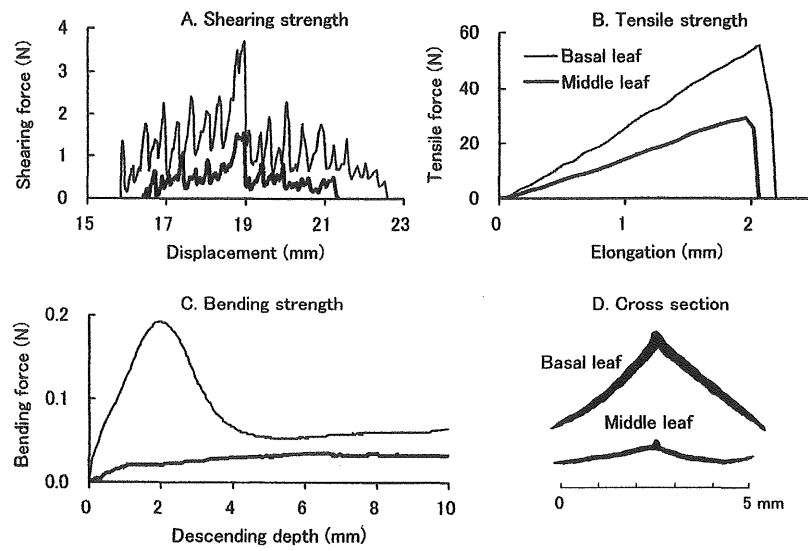 A. Shearing strength
4
3
2
1
0
Shearing force (N)
15 17 19 21 23
Displacement (mm)
B. Tensile strength
60
40
20
0
Tensile force (N)
Basal leaf
Middle leaf
0 1 2
Elongation (mm)
C. Bending strength
0.2
0.1
0.0
Bending force (N)
0 2 4 6 8 10
Descending depth (mm)
D. Cross section
Basal leaf
Middle leaf
0 5 mm